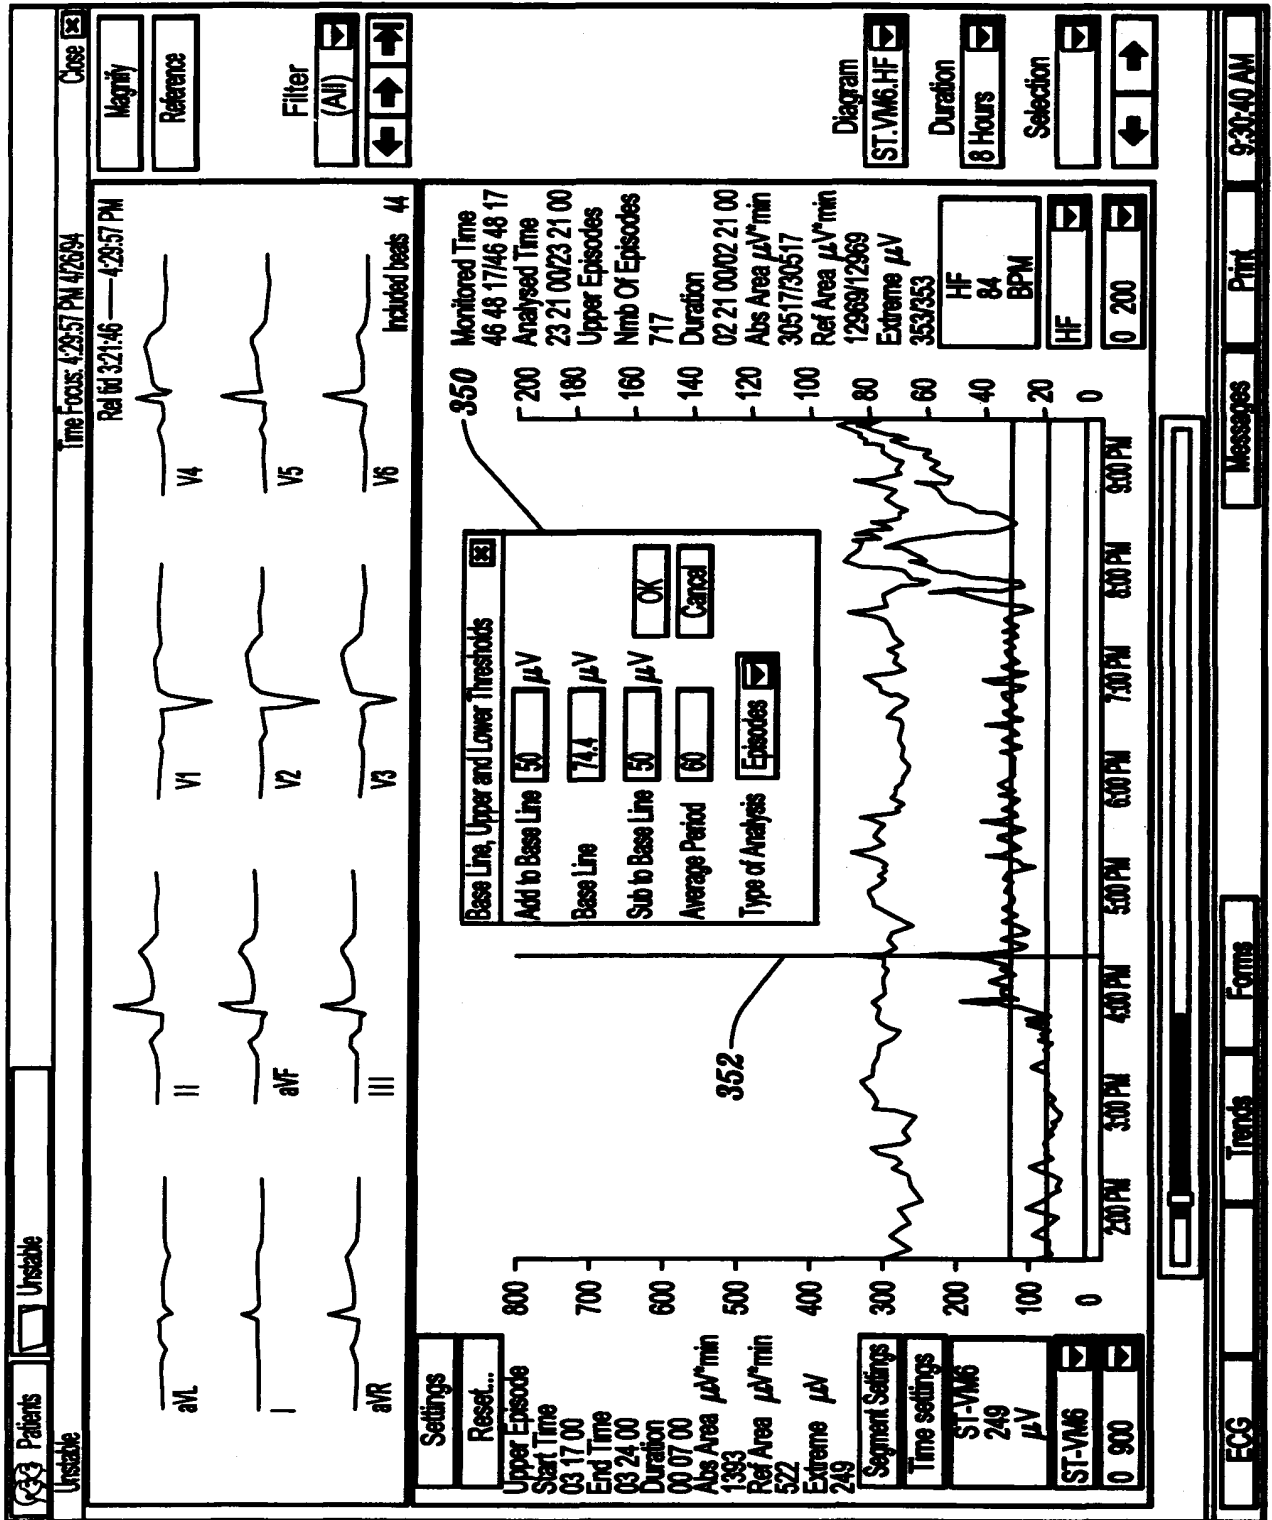 Patients
Unstable
Unstable
Time Focus: 4:29:57 PM 4/26/94
Close
Rel tid 3:21:46 — 4:29:57 PM
aVL
I
aVR
II
aVF
III
V1
V2
V3
V4
V5
V6
Included beats 44
Magnify
Reference
Filter
(All)
Settings
Reset...
Upper Episode
Start Time
03 17 00
End Time
03 24 00
Duration
00 07 00
Abs Area µV*min
1393
Ref Area µV*min
522
Extreme µV
249
Segment Settings
Time settings
ST-VM6
249
µV
ST-VM6
0 900
800
700
600
500
400
300
200
100
0
352
350
Base Line, Upper and Lower Thresholds
Add to Base Line 50 µV
Base Line 74.4 µV
Sub to Base Line 50 µV
Average Period 60
Type of Analysis Episodes
OK
Cancel
200
180
160
140
120
100
80
60
40
20
0
2:00 PM 3:00 PM 4:00 PM 5:00 PM 6:00 PM 7:00 PM 8:00 PM 9:00 PM
Monitored Time
46 48 17/46 48 17
Analysed Time
23 21 00/23 21 00
Upper Episodes
Nmb Of Episodes
717
Duration
02 21 00/02 21 00
Abs Area µV*min
30517/30517
Ref Area µV*min
12969/12969
Extreme µV
353/353
HF
84
BPM
HF
0 200
Diagram
ST.VM6.HF
Duration
8 Hours
Selection
ECG
Trends
Forms
Messages
Print
9:30:40 AM